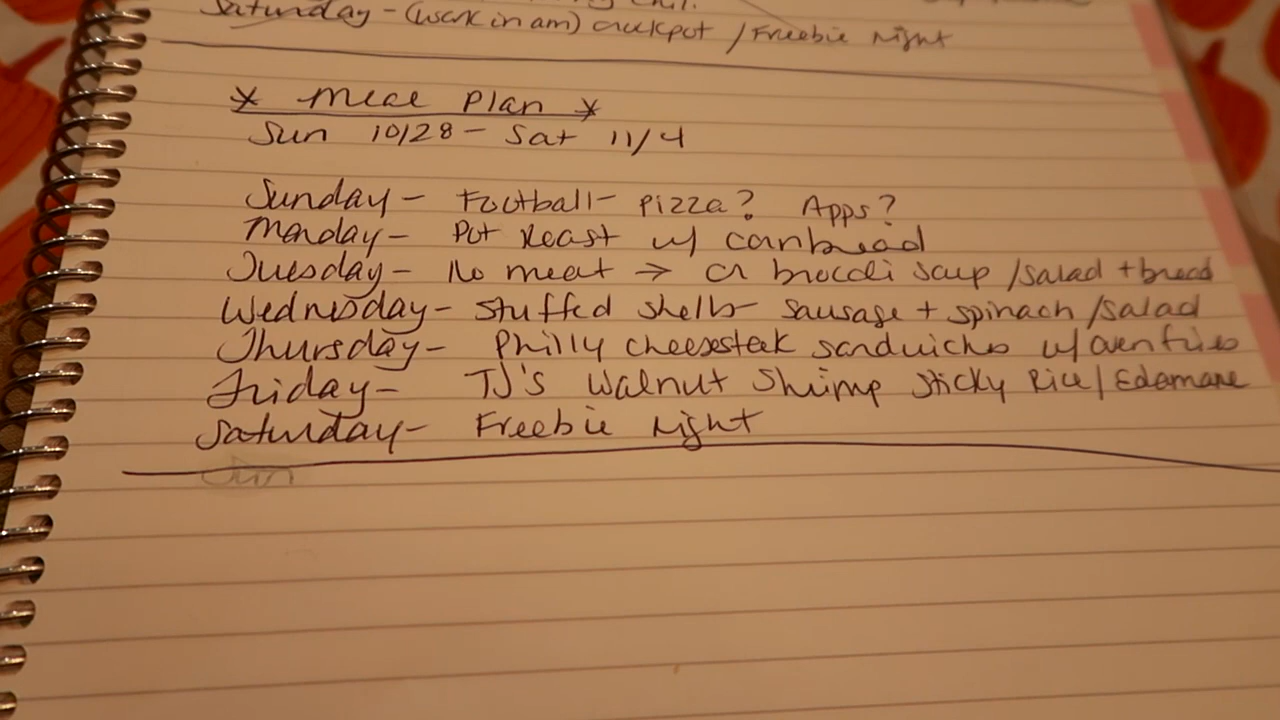 Saturday - (work in am) crockpot / Freebie Night
* Meal Plan *
Sun 10/28 - Sat 11/4
Sunday - Football - pizza? Apps?
Monday - Pot Roast w/ cornbread
Tuesday - No meat → cr broccoli soup / salad + bread
Wednesday - Stuffed shells sausage + spinach / salad
Thursday - Philly cheesesteak sandwiches w/ oven fries
Friday - TJ's Walnut Shrimp Sticky Rice / Edamame
Saturday - Freebie Night
Sun